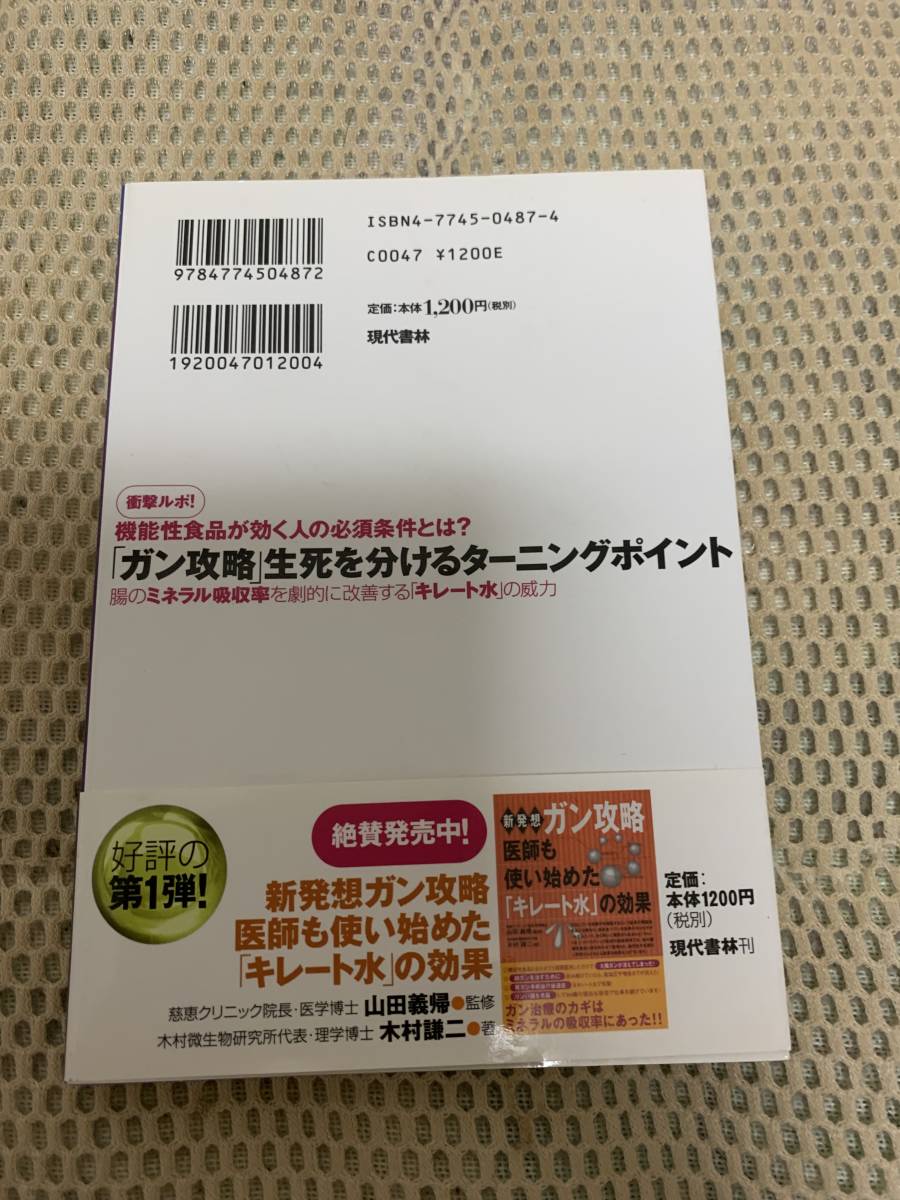 ISBN4-7745-0487-4
C0047 ¥1200E
9784774504872
定価：本体1,200円（税別）
現代書林
1920047012004
衝撃ルポ！
機能性食品が効く人の必須条件とは？
「ガン攻略」生死を分けるターニングポイント
腸のミネラル吸収率を劇的に改善する「キレート水」の威力
好評の
第1弾！
絶賛発売中！
新発想ガン攻略
医師も使い始めた
「キレート水」の効果
慈恵クリニック院長・医学博士 山田義帰●監修
木村微生物研究所代表・理学博士 木村謙二●著
新発想 ガン攻略
医師も
使い始めた
「キレート水」の効果
ガン治療のカギは
ミネラルの吸収率にあった！！
定価：
本体1200円
（税別）
現代書林刊